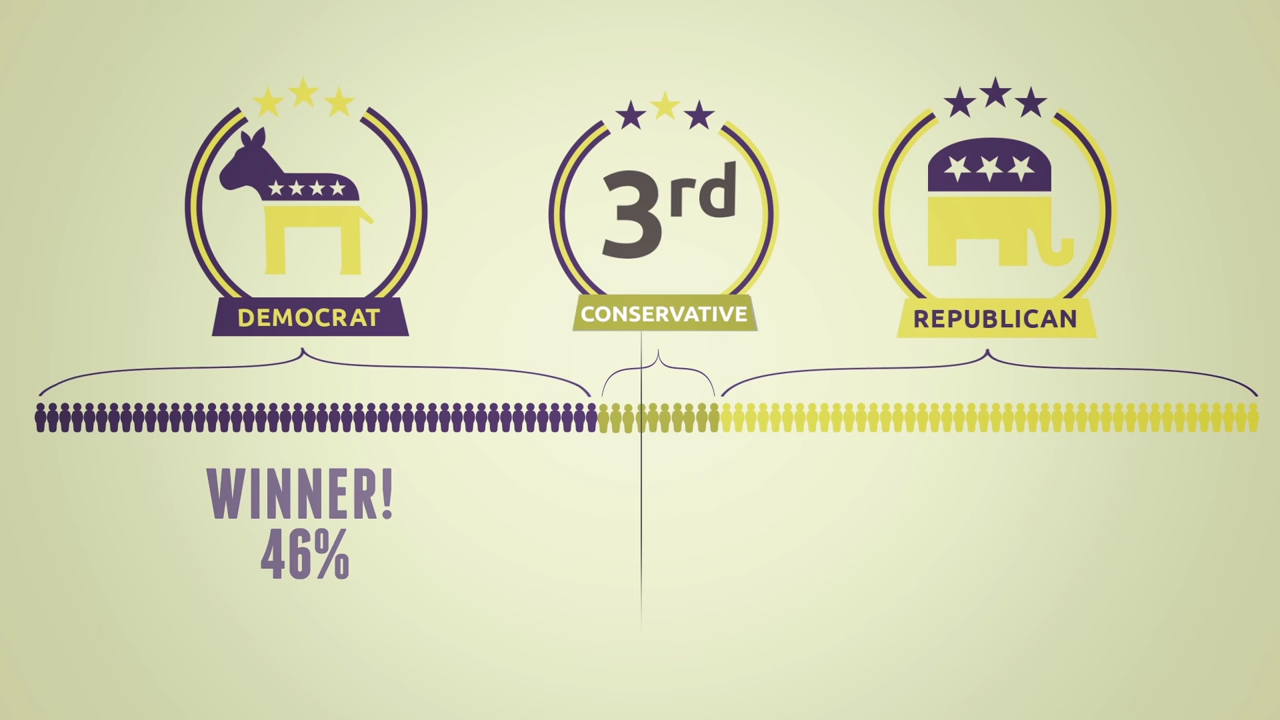 3rd
DEMOCRAT
CONSERVATIVE
REPUBLICAN
WINNER!
46%